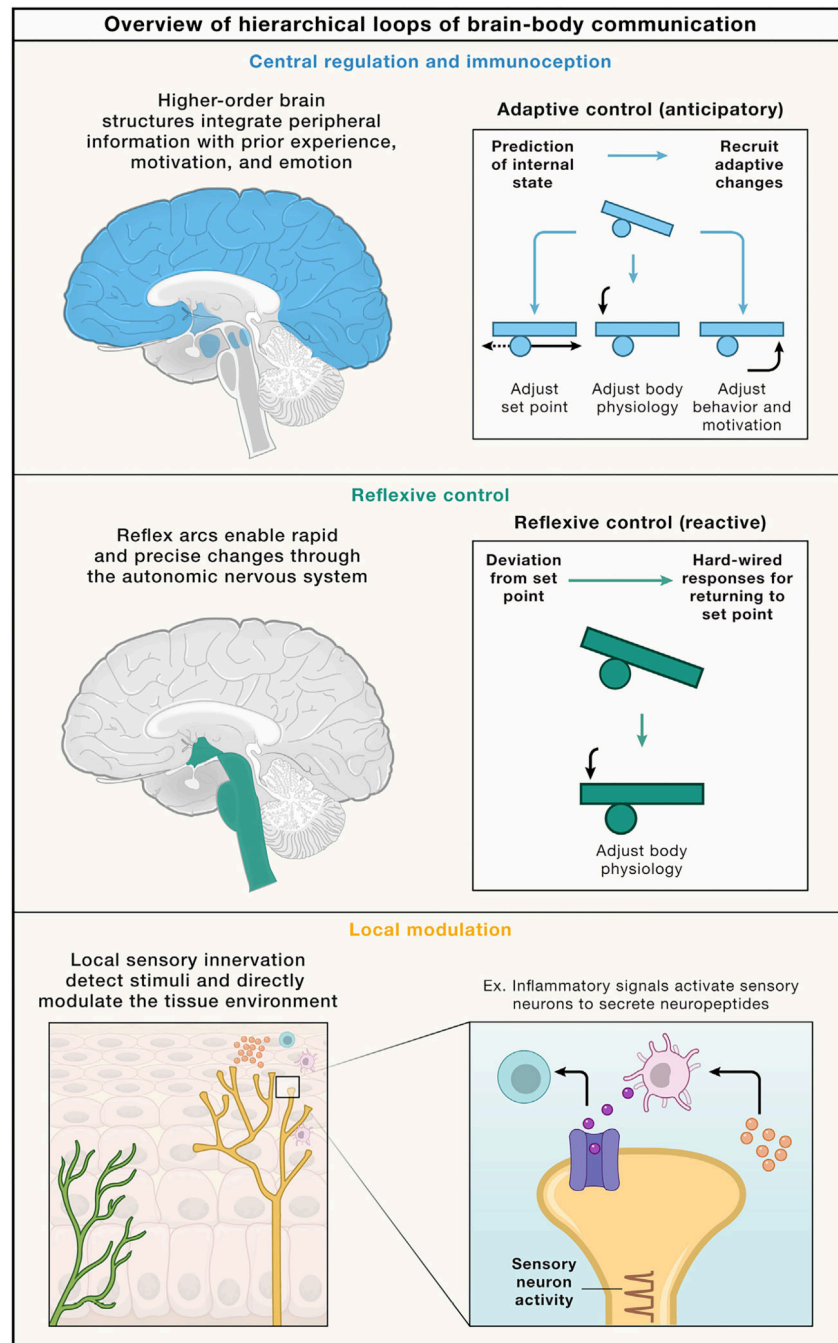 Overview of hierarchical loops of brain-body communication
Central regulation and immunoception
Higher-order brain
structures integrate peripheral
information with prior experience,
motivation, and emotion
Adaptive control (anticipatory)
Prediction
of internal
state
Recruit
adaptive
changes
Adjust
set point
Adjust body
physiology
Adjust
behavior and
motivation
Reflexive control
Reflex arcs enable rapid
and precise changes through
the autonomic nervous system
Reflexive control (reactive)
Deviation
from set
point
Hard-wired
responses for
returning to
set point
Adjust body
physiology
Local modulation
Local sensory innervation
detect stimuli and directly
modulate the tissue environment
Ex. Inflammatory signals activate sensory
neurons to secrete neuropeptides
Sensory
neuron
activity